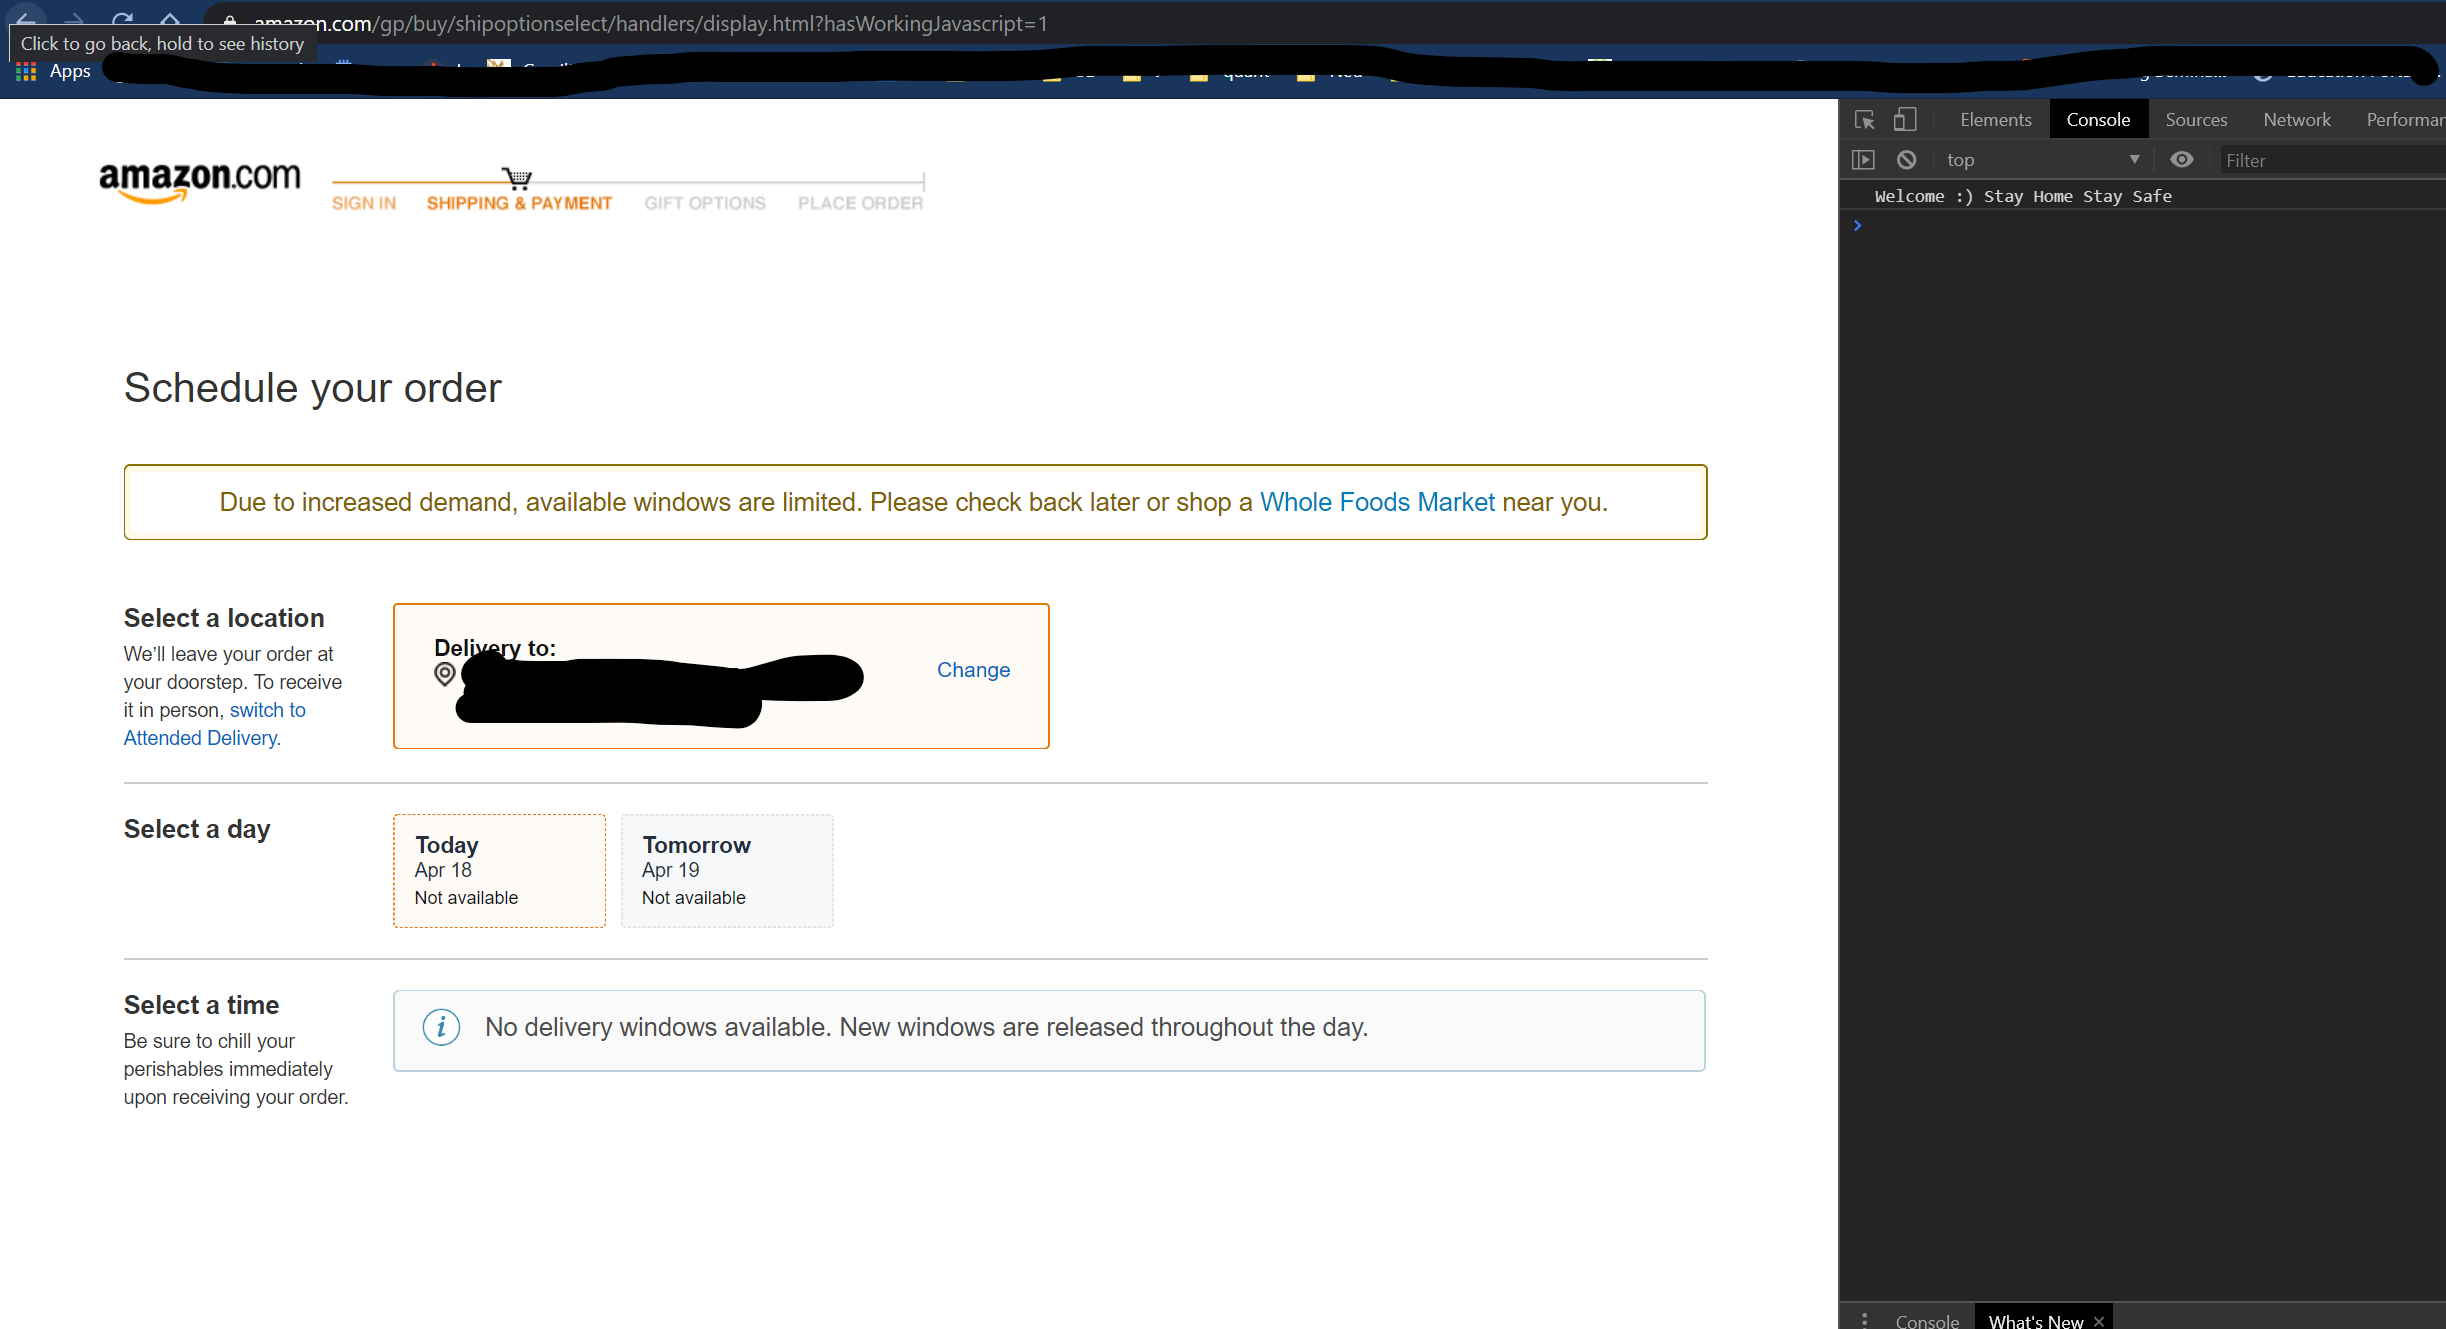 amazon.com/gp/buy/shipoptionselect/handlers/display.html?hasWorkingJavascript=1
Click to go back, hold to see history
Apps
Elements
Console
Sources
Network
top
Filter
Welcome :) Stay Home Stay Safe
amazon.com
SIGN IN
SHIPPING & PAYMENT
GIFT OPTIONS
PLACE ORDER
Schedule your order
Due to increased demand, available windows are limited. Please check back later or shop a Whole Foods Market near you.
Select a location
We'll leave your order at
your doorstep. To receive
it in person, switch to
Attended Delivery.
Delivery to:
Change
Select a day
Today
Apr 18
Not available
Tomorrow
Apr 19
Not available
Select a time
Be sure to chill your
perishables immediately
upon receiving your order.
No delivery windows available. New windows are released throughout the day.
Console
What's New